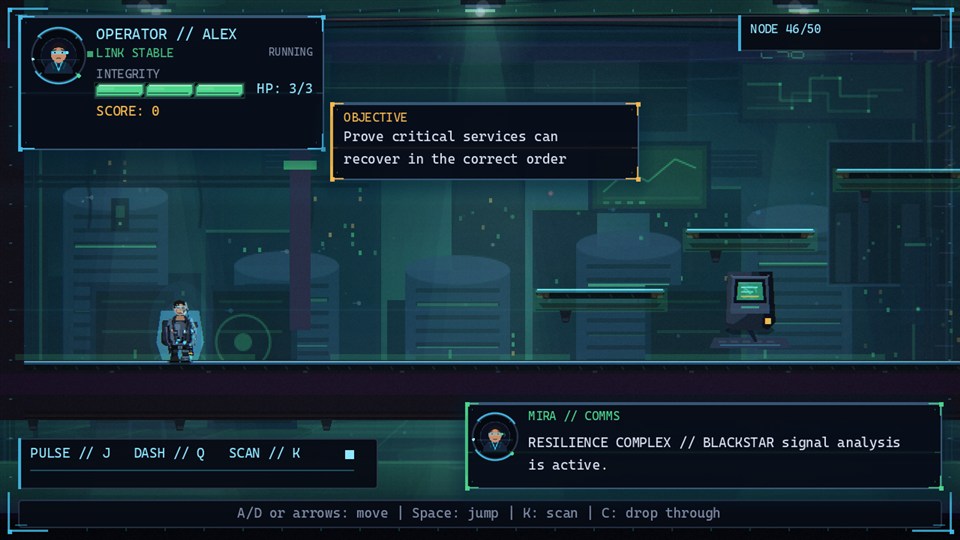 OPERATOR // ALEX
LINK STABLE
RUNNING
INTEGRITY
HP: 3/3
SCORE: 0
NODE 46/50
OBJECTIVE
Prove critical services can
recover in the correct order
MIRA // COMMS
RESILIENCE COMPLEX // BLACKSTAR signal analysis
is active.
PULSE // J DASH // Q SCAN // K
A/D or arrows: move | Space: jump | K: scan | C: drop through